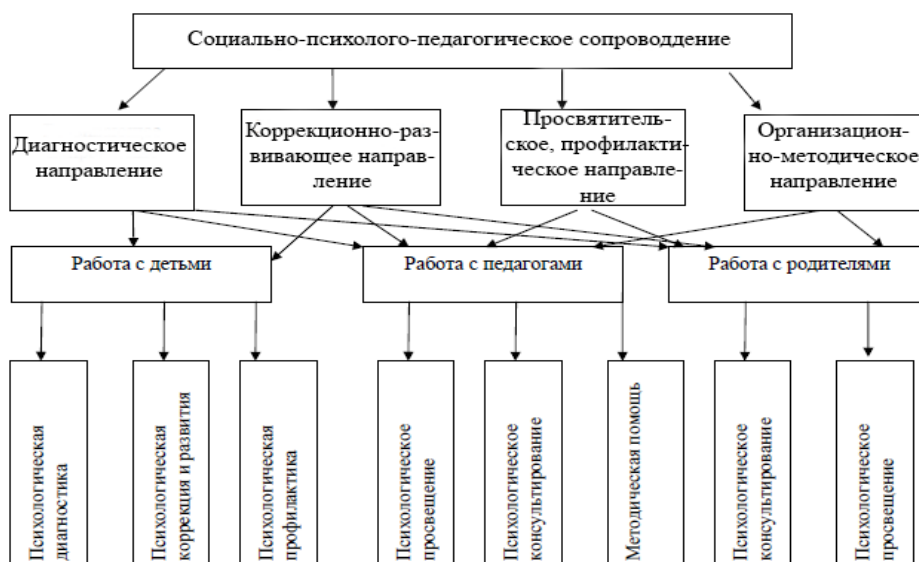 Социально-психолого-педагогическое сопроводдение
Диагностическое
направление
Коррекционно-раз-
вивающее направ-
ление
Просвятитель-
ское, профилакти-
ческое направле-
ние
Организацион-
но-методическое
направление
Работа с детьми
Работа с педагогами
Работа с родителями
Психологическая
диагностика
Психологическая
коррекция и развития
Психологическая
профилактика
Психологическое
просвещение
Психологическое
консультирование
Методическая помощь
Психологическое
консультирование
Психологическое
просвещение